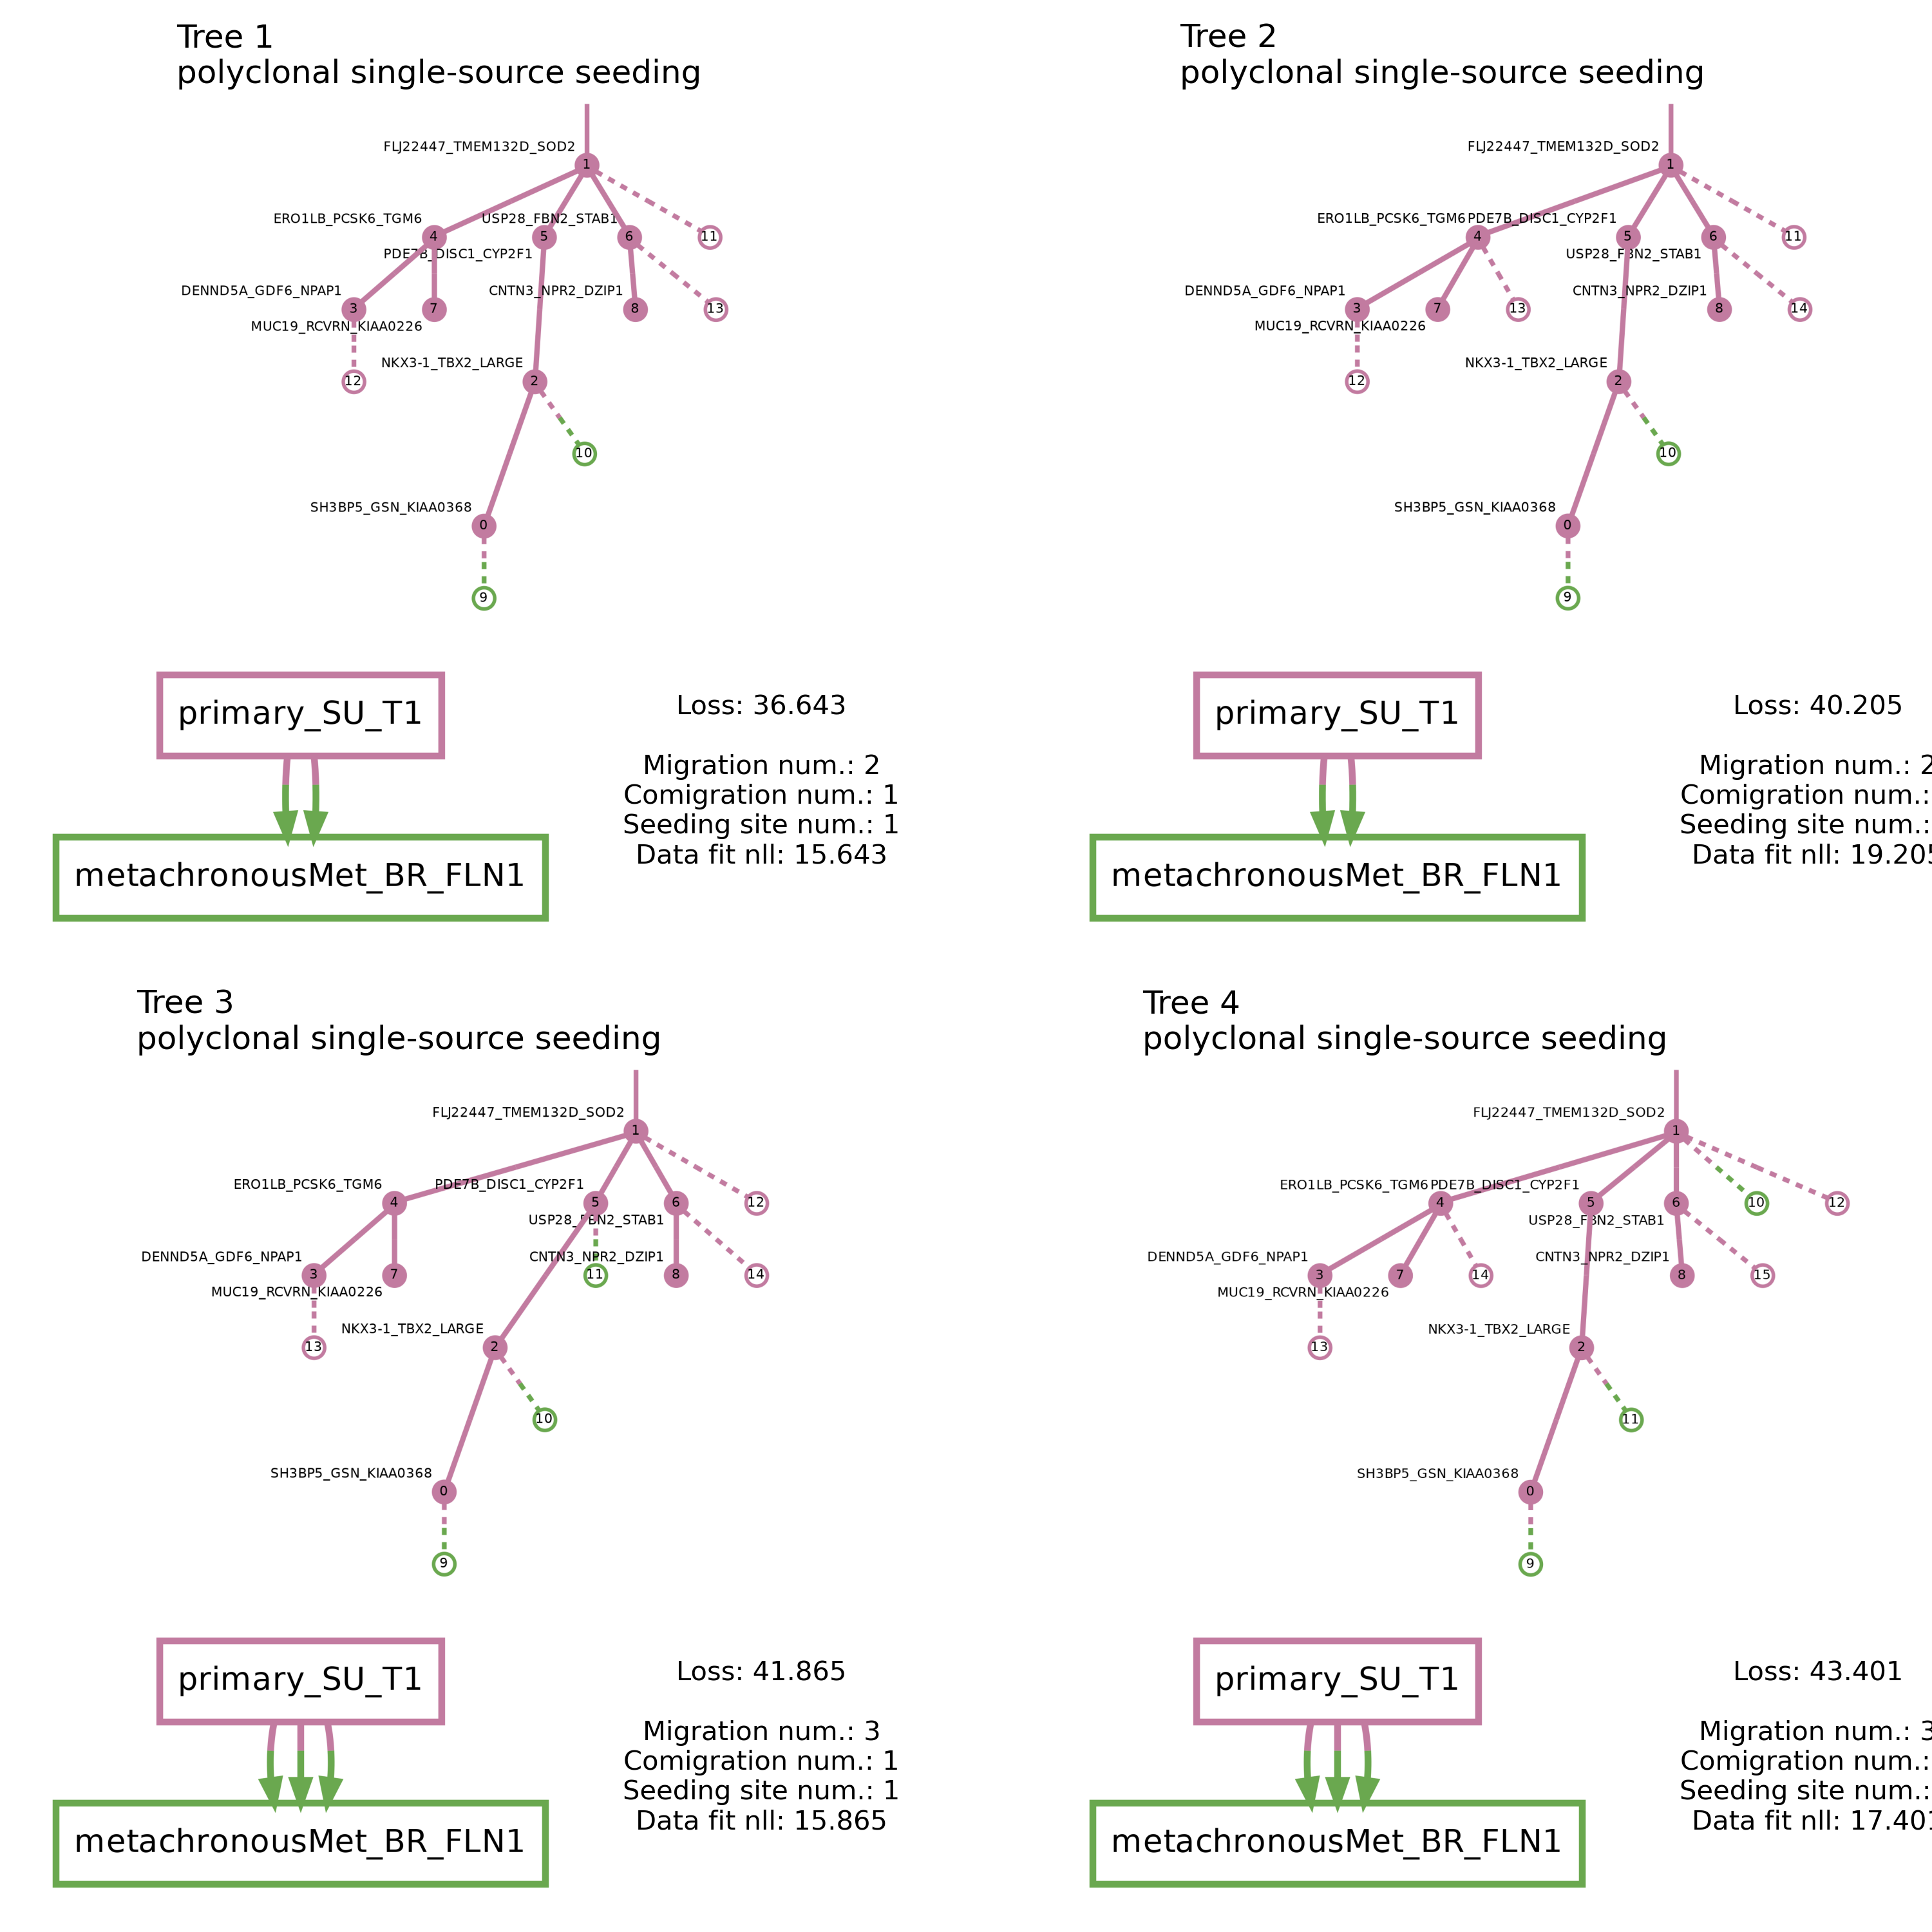 Tree 1
polyclonal single-source seeding
FLJ22447_TMEM132D_SOD2
1
ERO1LB_PCSK6_TGM6
USP28_FBN2_STAB1
4
5
6
11
PDE7B_DISC1_CYP2F1
DENND5A_GDF6_NPAP1
CNTN3_NPR2_DZIP1
3
7
8
13
MUC19_RCVRN_KIAA0226
NKX3-1_TBX2_LARGE
12
2
10
SH3BP5_GSN_KIAA0368
0
9
primary_SU_T1
metachronousMet_BR_FLN1
Loss: 36.643
Migration num.: 2
Comigration num.: 1
Seeding site num.: 1
Data fit nll: 15.643
Tree 2
polyclonal single-source seeding
FLJ22447_TMEM132D_SOD2
1
ERO1LB_PCSK6_TGM6
PDE7B_DISC1_CYP2F1
4
5
6
11
USP28_FBN2_STAB1
DENND5A_GDF6_NPAP1
CNTN3_NPR2_DZIP1
3
7
13
8
14
MUC19_RCVRN_KIAA0226
NKX3-1_TBX2_LARGE
12
2
10
SH3BP5_GSN_KIAA0368
0
9
primary_SU_T1
metachronousMet_BR_FLN1
Loss: 40.205
Migration num.: 2
Comigration num.:
Seeding site num.:
Data fit nll: 19.205
Tree 3
polyclonal single-source seeding
FLJ22447_TMEM132D_SOD2
1
ERO1LB_PCSK6_TGM6
PDE7B_DISC1_CYP2F1
4
5
6
12
USP28_FBN2_STAB1
DENND5A_GDF6_NPAP1
CNTN3_NPR2_DZIP1
3
7
11
8
14
MUC19_RCVRN_KIAA0226
NKX3-1_TBX2_LARGE
13
2
10
SH3BP5_GSN_KIAA0368
0
9
primary_SU_T1
metachronousMet_BR_FLN1
Loss: 41.865
Migration num.: 3
Comigration num.: 1
Seeding site num.: 1
Data fit nll: 15.865
Tree 4
polyclonal single-source seeding
FLJ22447_TMEM132D_SOD2
1
ERO1LB_PCSK6_TGM6
PDE7B_DISC1_CYP2F1
4
5
6
10
12
USP28_FBN2_STAB1
DENND5A_GDF6_NPAP1
CNTN3_NPR2_DZIP1
3
7
14
8
15
MUC19_RCVRN_KIAA0226
NKX3-1_TBX2_LARGE
13
2
11
SH3BP5_GSN_KIAA0368
0
9
primary_SU_T1
metachronousMet_BR_FLN1
Loss: 43.401
Migration num.: 3
Comigration num.:
Seeding site num.:
Data fit nll: 17.401